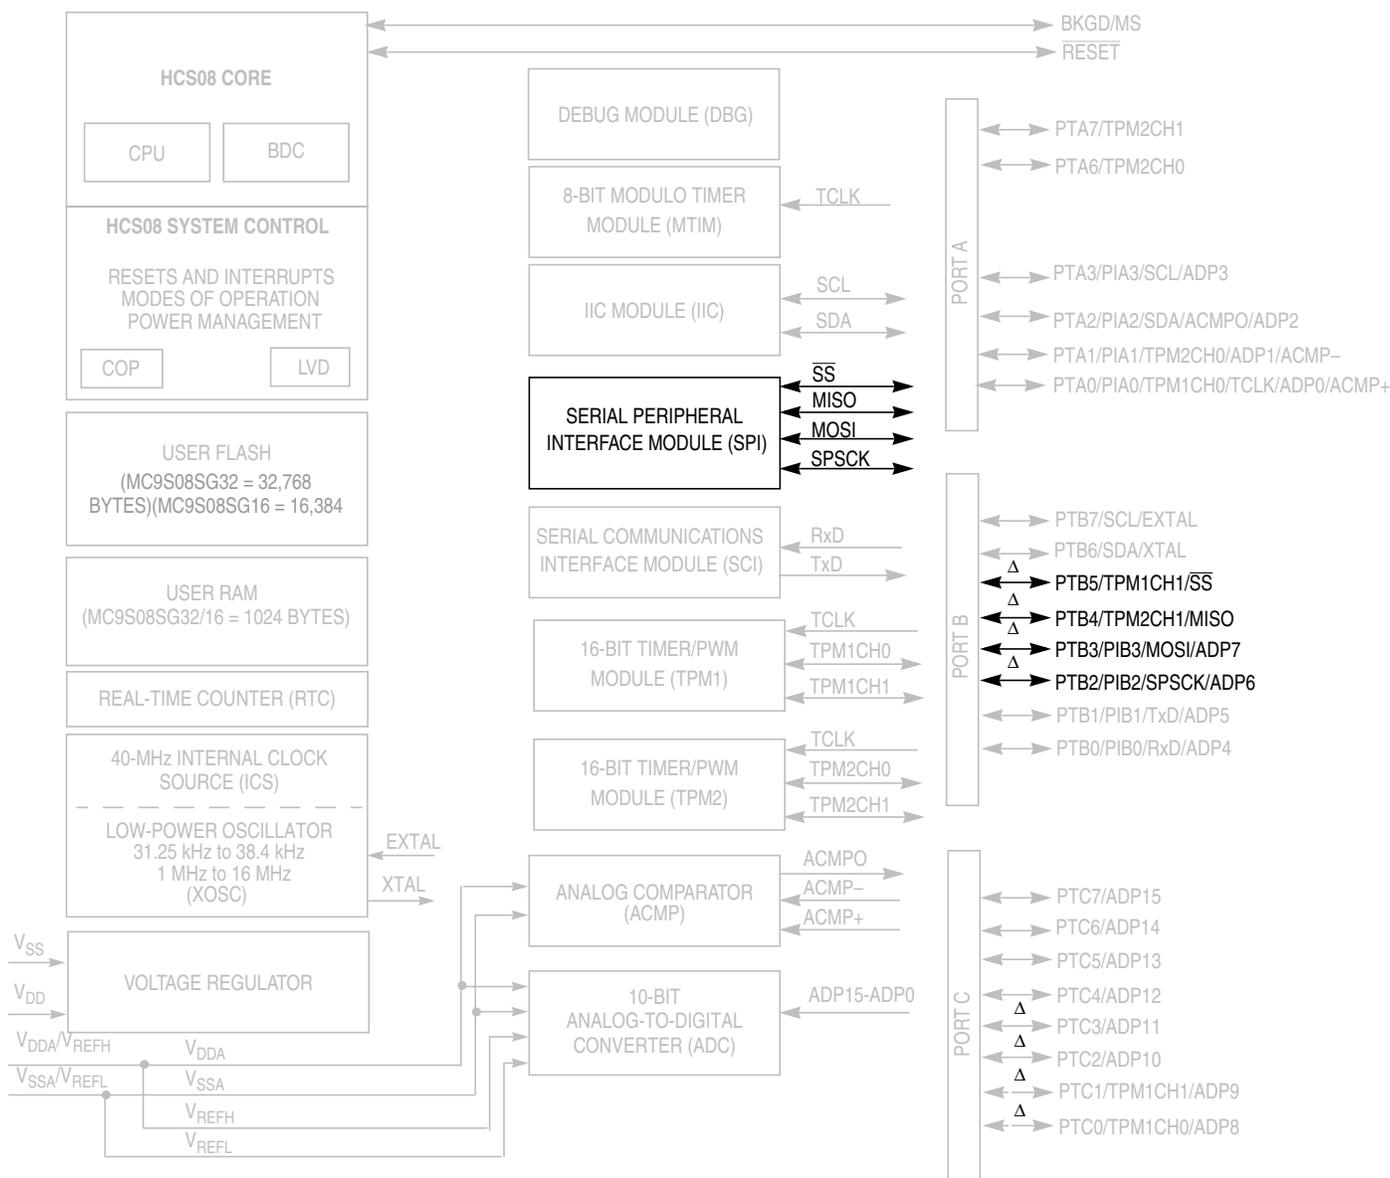 BKGD/MS
RESET
HCS08 CORE
CPU
BDC
HCS08 SYSTEM CONTROL
RESETS AND INTERRUPTS
MODES OF OPERATION
POWER MANAGEMENT
COP
LVD
USER FLASH
(MC9S08SG32 = 32,768
BYTES)(MC9S08SG16 = 16,384
USER RAM
(MC9S08SG32/16 = 1024 BYTES)
REAL-TIME COUNTER (RTC)
40-MHz INTERNAL CLOCK
SOURCE (ICS)
LOW-POWER OSCILLATOR
31.25 kHz to 38.4 kHz
1 MHz to 16 MHz
(XOSC)
EXTAL
XTAL
VSS
VDD
VOLTAGE REGULATOR
VDDA/VREFH
VSSA/VREFL
VDDA
VSSA
VREFH
VREFL
DEBUG MODULE (DBG)
8-BIT MODULO TIMER
MODULE (MTIM)
TCLK
IIC MODULE (IIC)
SCL
SDA
SERIAL PERIPHERAL
INTERFACE MODULE (SPI)
SS
MISO
MOSI
SPSCK
SERIAL COMMUNICATIONS
INTERFACE MODULE (SCI)
RxD
TxD
16-BIT TIMER/PWM
MODULE (TPM1)
TCLK
TPM1CH0
TPM1CH1
16-BIT TIMER/PWM
MODULE (TPM2)
TCLK
TPM2CH0
TPM2CH1
ANALOG COMPARATOR
(ACMP)
ACMPO
ACMP–
ACMP+
10-BIT
ANALOG-TO-DIGITAL
CONVERTER (ADC)
ADP15-ADP0
PORT A
PTA7/TPM2CH1
PTA6/TPM2CH0
PTA3/PIA3/SCL/ADP3
PTA2/PIA2/SDA/ACMPO/ADP2
PTA1/PIA1/TPM2CH0/ADP1/ACMP–
PTA0/PIA0/TPM1CH0/TCLK/ADP0/ACMP+
PORT B
PTB7/SCL/EXTAL
PTB6/SDA/XTAL
Δ
PTB5/TPM1CH1/SS
Δ
PTB4/TPM2CH1/MISO
Δ
PTB3/PIB3/MOSI/ADP7
Δ
PTB2/PIB2/SPSCK/ADP6
PTB1/PIB1/TxD/ADP5
PTB0/PIB0/RxD/ADP4
PORT C
PTC7/ADP15
PTC6/ADP14
PTC5/ADP13
PTC4/ADP12
Δ
PTC3/ADP11
Δ
PTC2/ADP10
Δ
PTC1/TPM1CH1/ADP9
Δ
PTC0/TPM1CH0/ADP8